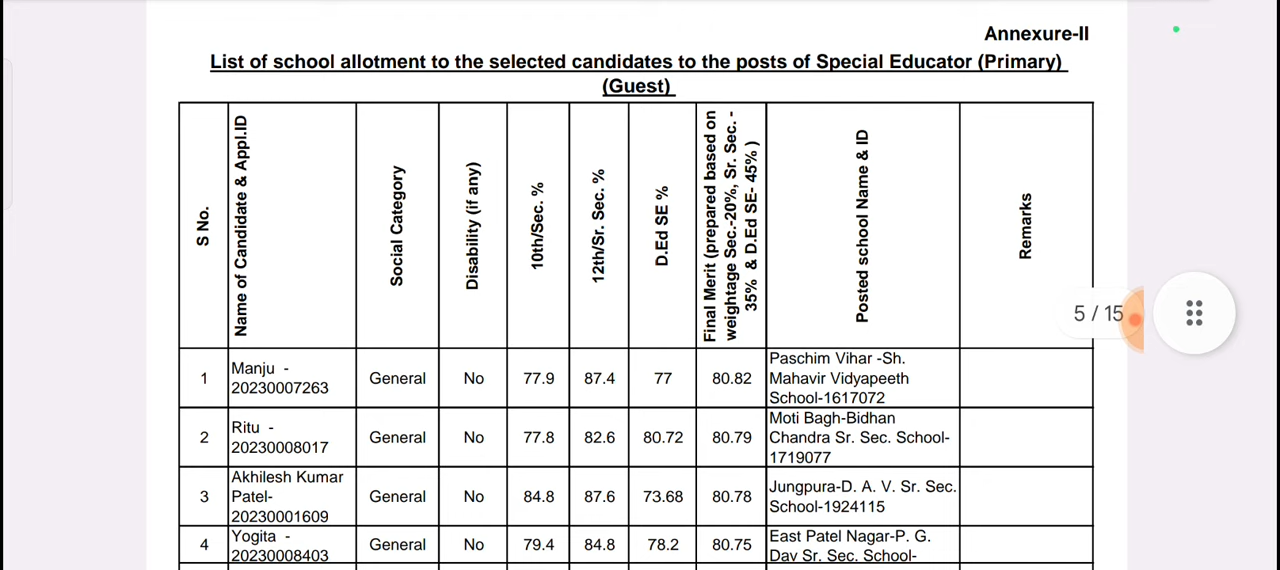 Annexure-II
List of school allotment to the selected candidates to the posts of Special Educator (Primary)
(Guest)
S No.
Name of Candidate & Appl.ID
Social Category
Disability (if any)
10th/Sec. %
12th/Sr. Sec. %
D.Ed SE %
Final Merit (prepared based on
weightage Sec.-20%, Sr. Sec. -
35% & D.Ed SE- 45% )
Posted school Name & ID
Remarks
1
Manju -
20230007263
General
No
77.9
87.4
77
80.82
Paschim Vihar -Sh.
Mahavir Vidyapeeth
School-1617072
2
Ritu -
20230008017
General
No
77.8
82.6
80.72
80.79
Moti Bagh-Bidhan
Chandra Sr. Sec. School-
1719077
3
Akhilesh Kumar
Patel-
20230001609
General
No
84.8
87.6
73.68
80.78
Jungpura-D. A. V. Sr. Sec.
School-1924115
4
Yogita -
20230008403
General
No
79.4
84.8
78.2
80.75
East Patel Nagar-P. G.
Dav Sr. Sec. School-
5 / 15